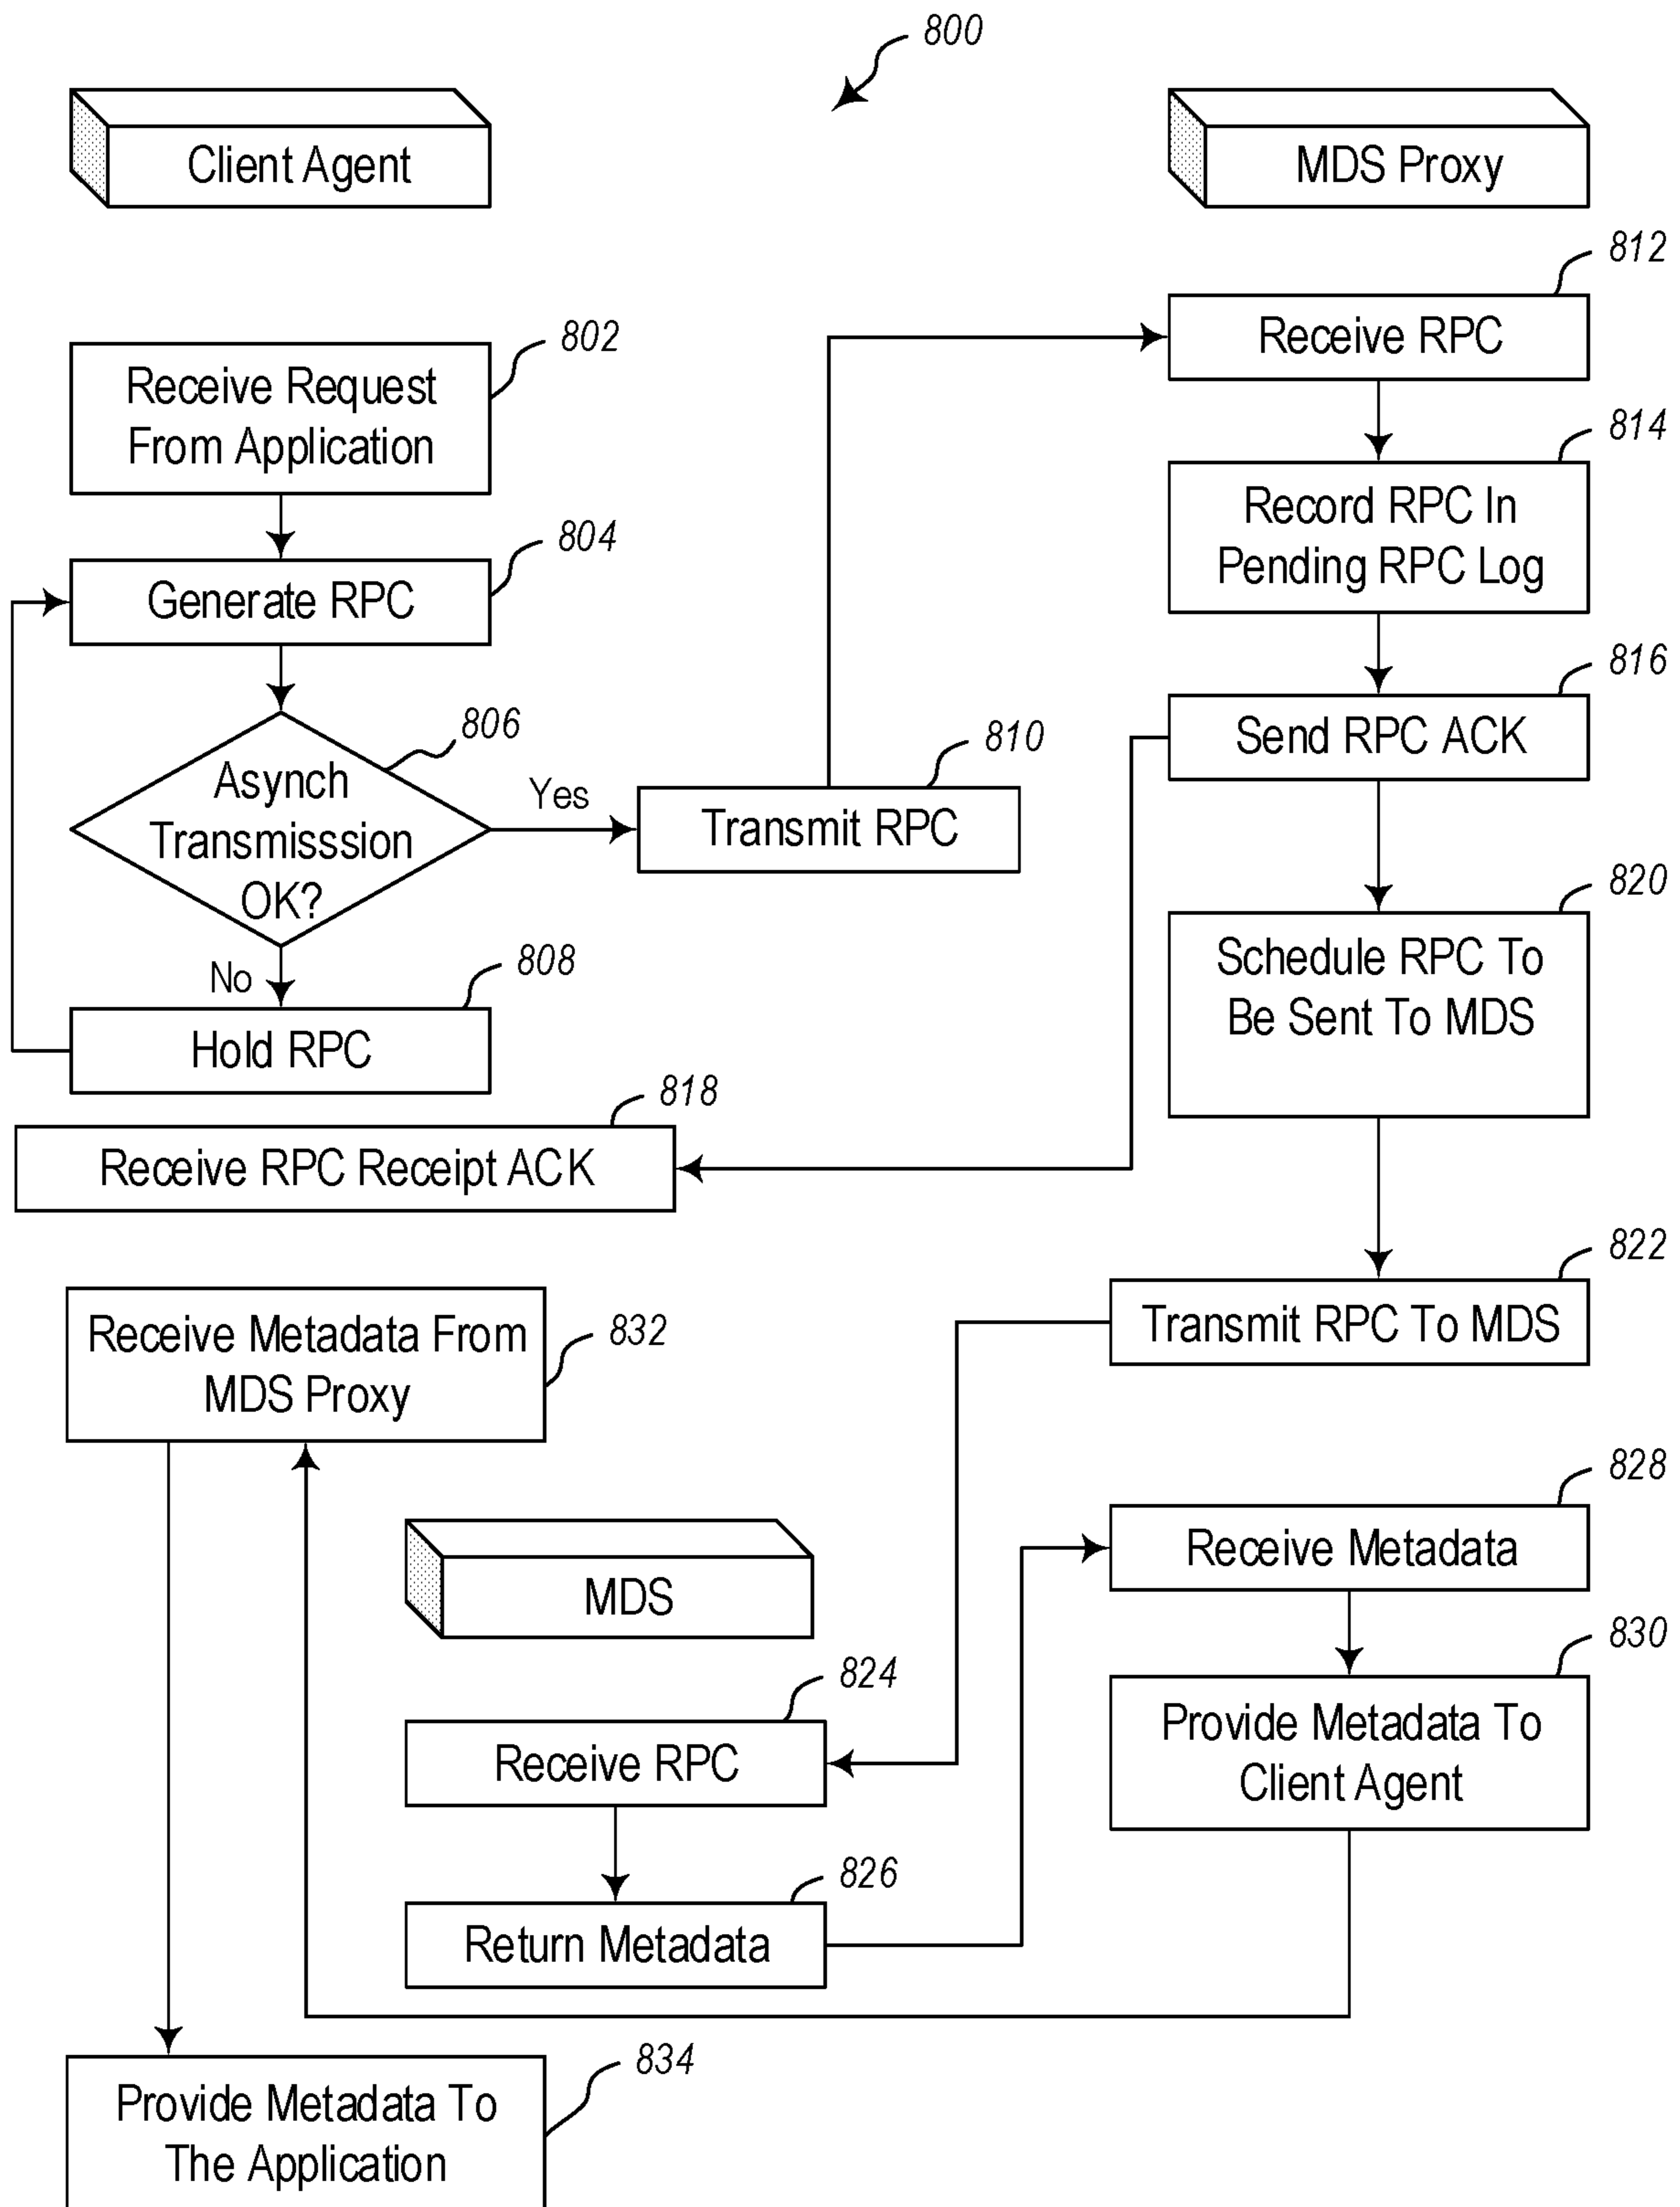 800
Client Agent
MDS Proxy
802
Receive Request
From Application
804
Generate RPC
806
Asynch
Transmisssion
OK?
Yes
No
808
Hold RPC
810
Transmit RPC
812
Receive RPC
814
Record RPC In
Pending RPC Log
816
Send RPC ACK
818
Receive RPC Receipt ACK
820
Schedule RPC To
Be Sent To MDS
822
Transmit RPC To MDS
MDS
824
Receive RPC
826
Return Metadata
828
Receive Metadata
830
Provide Metadata To
Client Agent
832
Receive Metadata From
MDS Proxy
834
Provide Metadata To
The Application